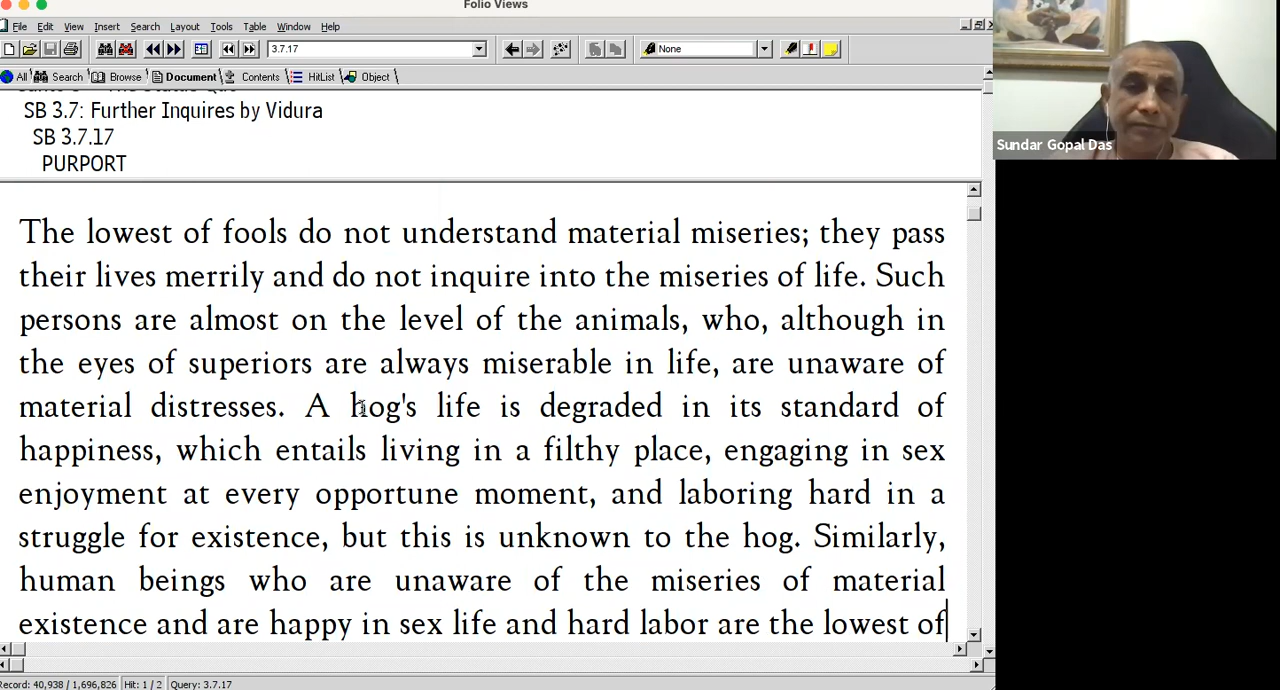 Folio Views
File Edit View Insert Search Layout Tools Table Window Help
3.7.17 None
All Search Browse Document Contents HitList Object
SB 3.7: Further Inquires by Vidura
SB 3.7.17
PURPORT
The lowest of fools do not understand material miseries; they pass
their lives merrily and do not inquire into the miseries of life. Such
persons are almost on the level of the animals, who, although in
the eyes of superiors are always miserable in life, are unaware of
material distresses. A hog's life is degraded in its standard of
happiness, which entails living in a filthy place, engaging in sex
enjoyment at every opportune moment, and laboring hard in a
struggle for existence, but this is unknown to the hog. Similarly,
human beings who are unaware of the miseries of material
existence and are happy in sex life and hard labor are the lowest of
Record: 40,938 / 1,696,826 Hit: 1 / 2 Query: 3.7.17
Sundar Gopal Das